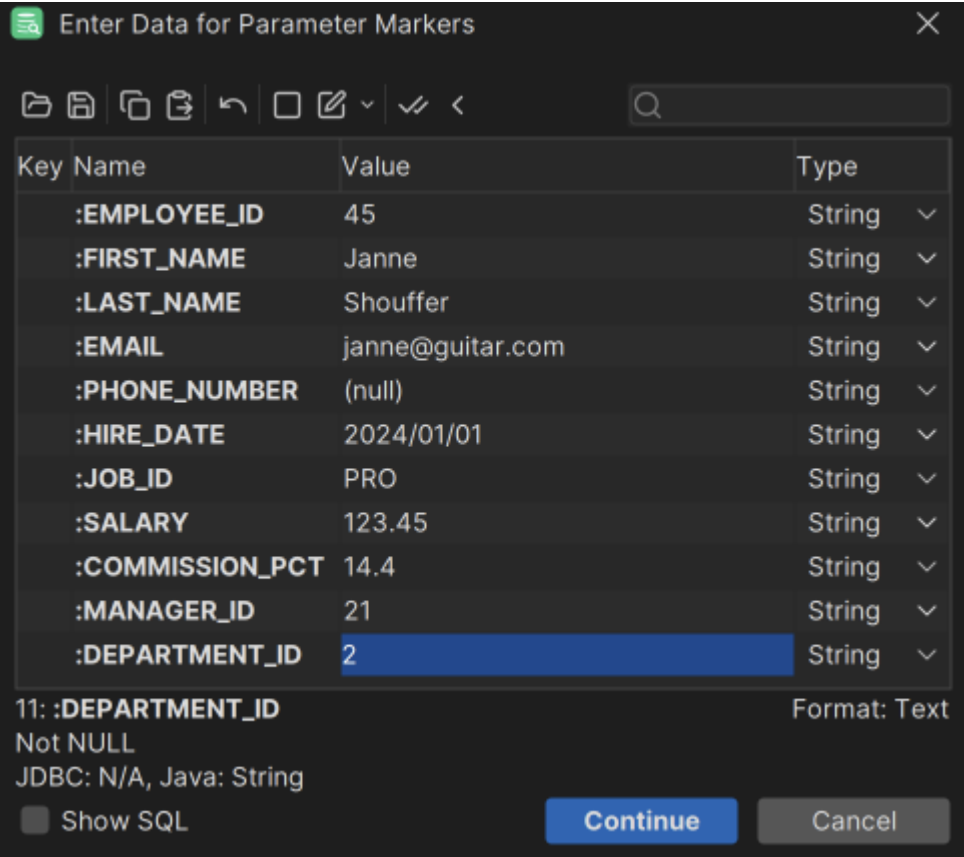 Enter Data for Parameter Markers
Key Name Value Type
:EMPLOYEE_ID 45 String
:FIRST_NAME Janne String
:LAST_NAME Shouffer String
:EMAIL janne@guitar.com String
:PHONE_NUMBER (null) String
:HIRE_DATE 2024/01/01 String
:JOB_ID PRO String
:SALARY 123.45 String
:COMMISSION_PCT 14.4 String
:MANAGER_ID 21 String
:DEPARTMENT_ID 2 String
11: :DEPARTMENT_ID Format: Text
Not NULL
JDBC: N/A, Java: String
Show SQL Continue Cancel